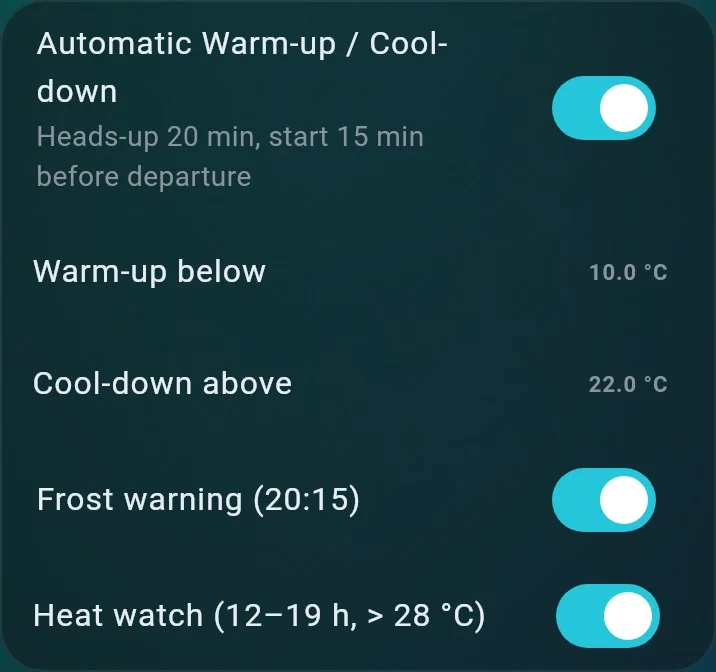 Automatic Warm-up / Cool-
down
Heads-up 20 min, start 15 min
before departure
Warm-up below
10.0 °C
Cool-down above
22.0 °C
Frost warning (20:15)
Heat watch (12–19 h, > 28 °C)